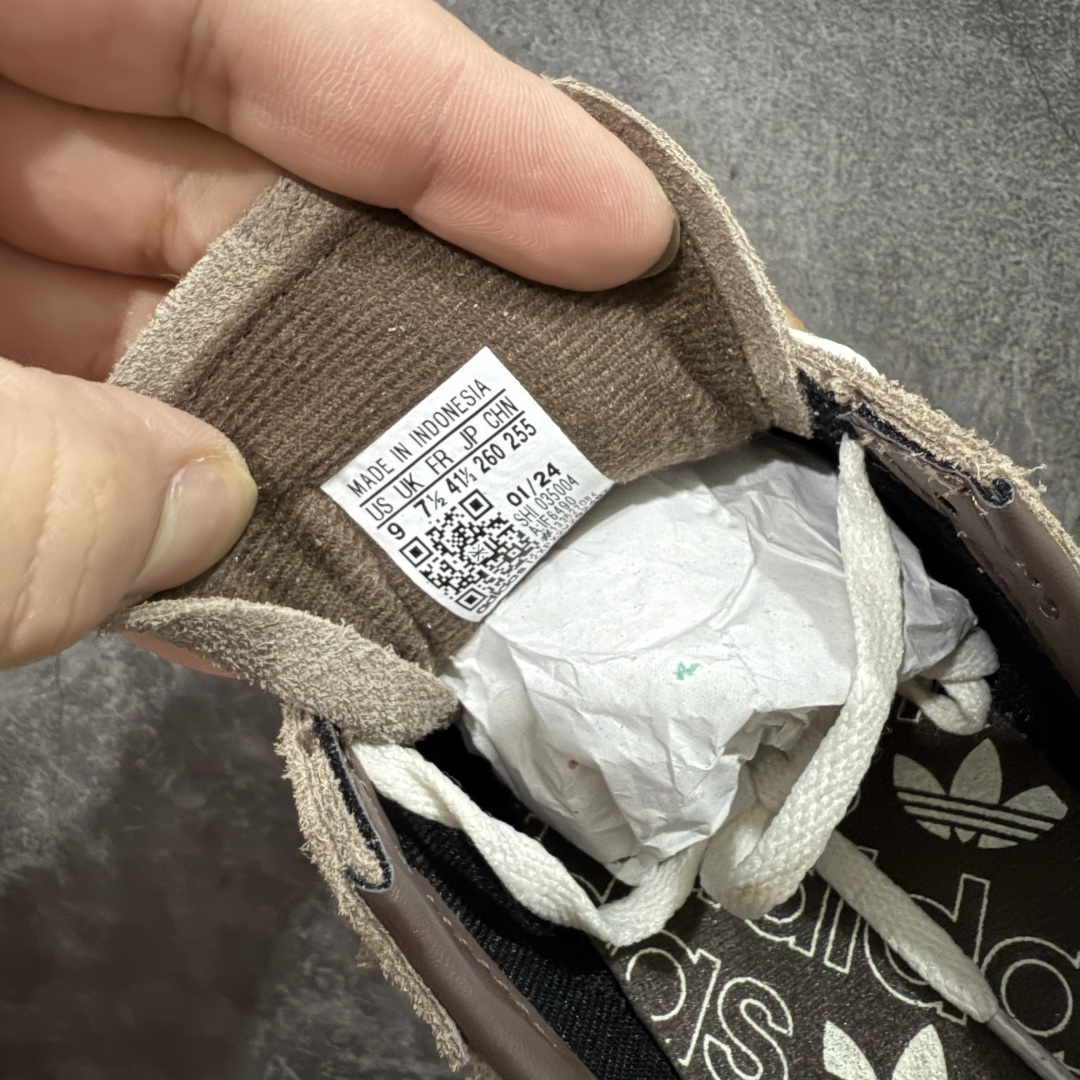 MADE IN INDONESIA
US UK FR JP CHN
9 7½ 41⅓ 260 255
01/24
SHI 035004
adidas